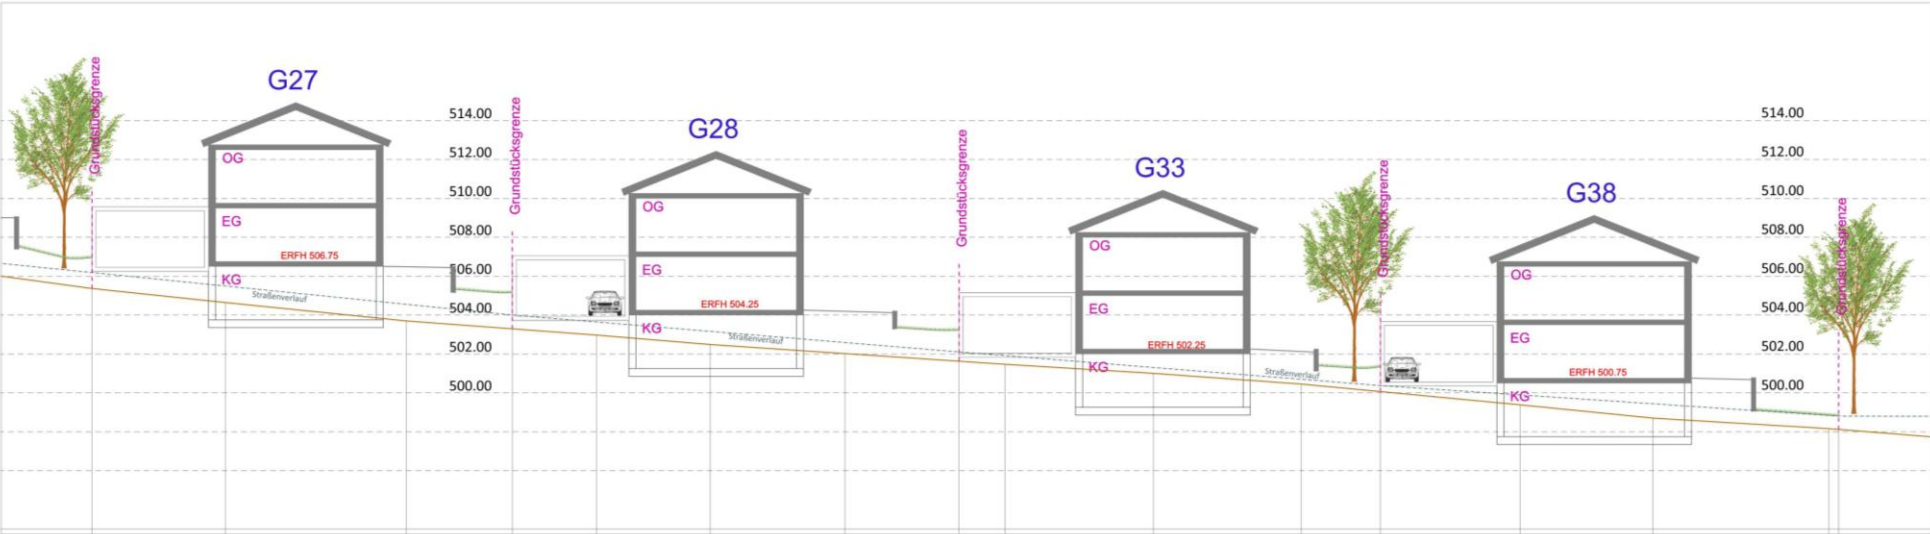 Grundstücksgrenze
G27
OG
EG
ERFH 506.75
KG
Straßenverlauf
514.00
512.00
510.00
508.00
506.00
504.00
502.00
500.00
Grundstücksgrenze
G28
OG
EG
ERFH 504.25
KG
Straßenverlauf
Grundstücksgrenze
G33
OG
EG
ERFH 502.25
KG
Straßenverlauf
Grundstücksgrenze
G38
OG
EG
ERFH 500.75
KG
514.00
512.00
510.00
508.00
506.00
504.00
502.00
500.00
Grundstücksgrenze